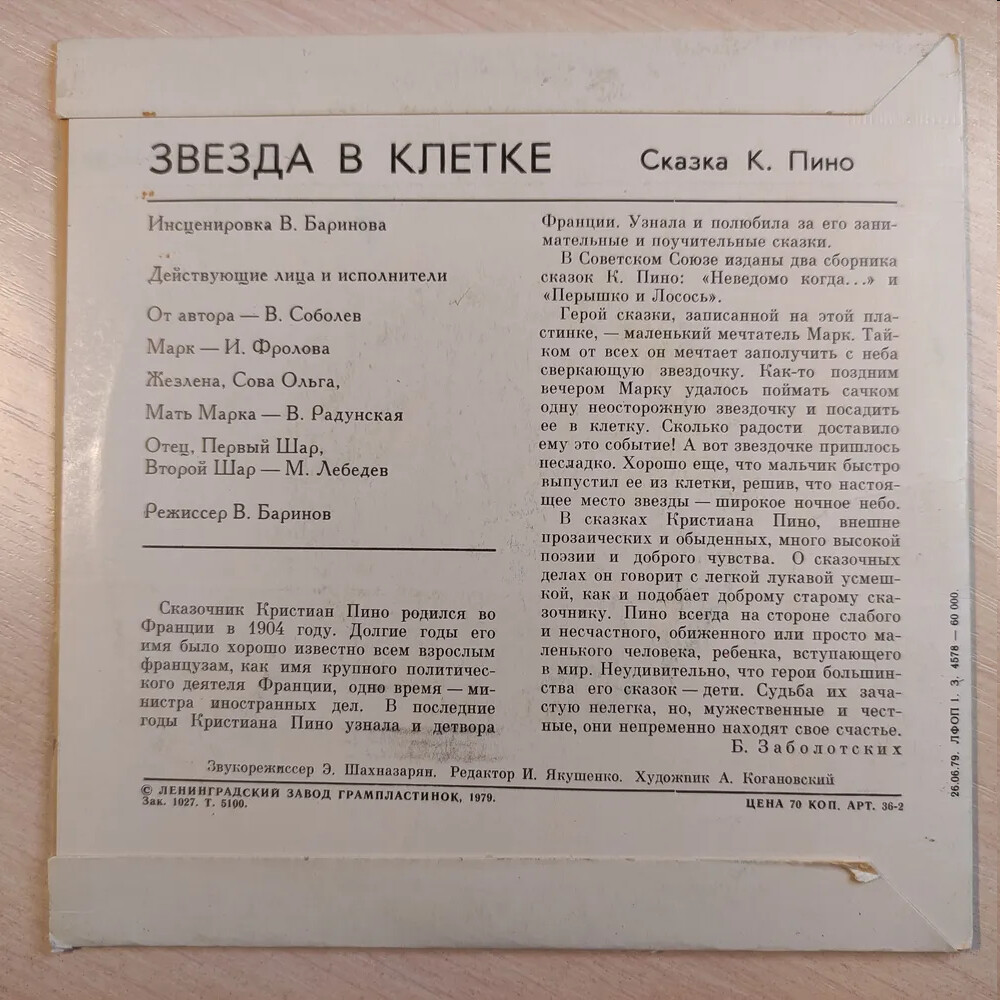 ЗВЕЗДА В КЛЕТКЕ
Сказка К. Пино
Инсценировка В. Баринова
Действующие лица и исполнители
От автора — В. Соболев
Марк — И. Фролова
Жезлена, Сова Ольга,
Мать Марка — В. Радунская
Отец, Первый Шар,
Второй Шар — М. Лебедев
Режиссер В. Баринов
Сказочник Кристиан Пино родился во
Франции в 1904 году. Долгие годы его
имя было хорошо известно всем взрослым
французам, как имя крупного политичес-
кого деятеля Франции, одно время — ми-
нистра иностранных дел. В последние
годы Кристиана Пино узнала и детвора
Франции. Узнала и полюбила за его зани-
мательные и поучительные сказки.
В Советском Союзе изданы два сборника
сказок К. Пино: «Неведомо когда...» и
«Перышко и Лосось».
Герой сказки, записанной на этой пла-
стинке, — маленький мечтатель Марк. Тай-
ком от всех он мечтает заполучить с неба
сверкающую звездочку. Как-то поздним
вечером Марку удалось поймать сачком
одну неосторожную звездочку и посадить
ее в клетку. Сколько радости доставило
ему это событие! А вот звездочке пришлось
несладко. Хорошо еще, что мальчик быстро
выпустил ее из клетки, решив, что настоя-
щее место звезды — широкое ночное небо.
В сказках Кристиана Пино, внешне
прозаических и обыденных, много высокой
поэзии и доброго чувства. О сказочных
делах он говорит с легкой лукавой усмеш-
кой, как и подобает доброму старому ска-
зочнику. Пино всегда на стороне слабого
и несчастного, обиженного или просто ма-
ленького человека, ребенка, вступающего
в мир. Неудивительно, что герои большин-
ства его сказок — дети. Судьба их зача-
стую нелегка, но, мужественные и чест-
ные, они непременно находят свое счастье.
Б. Заболотских
Звукорежиссер Э. Шахназарян. Редактор И. Якушенко. Художник А. Когановский
© ЛЕНИНГРАДСКИЙ ЗАВОД ГРАМПЛАСТИНОК, 1979.
Зак. 1027. Т. 5100.
ЦЕНА 70 КОП. АРТ. 36-2
26.06.79. ЛФОП 1. З. 4578 — 60 000.